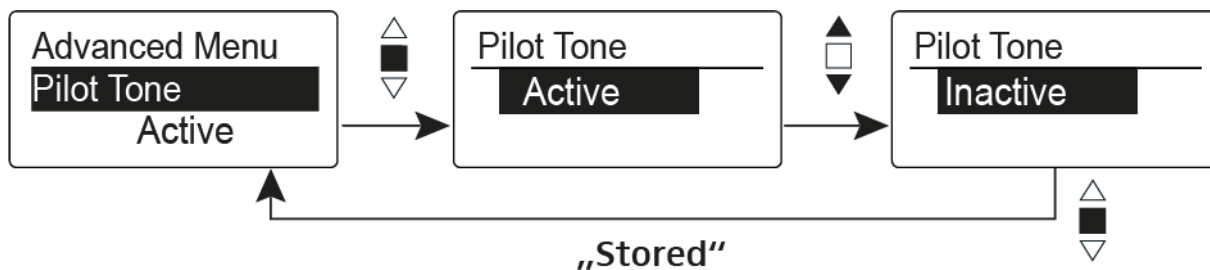 Advanced Menu
Pilot Tone
Active
Pilot Tone
Active
Pilot Tone
Inactive
„Stored“